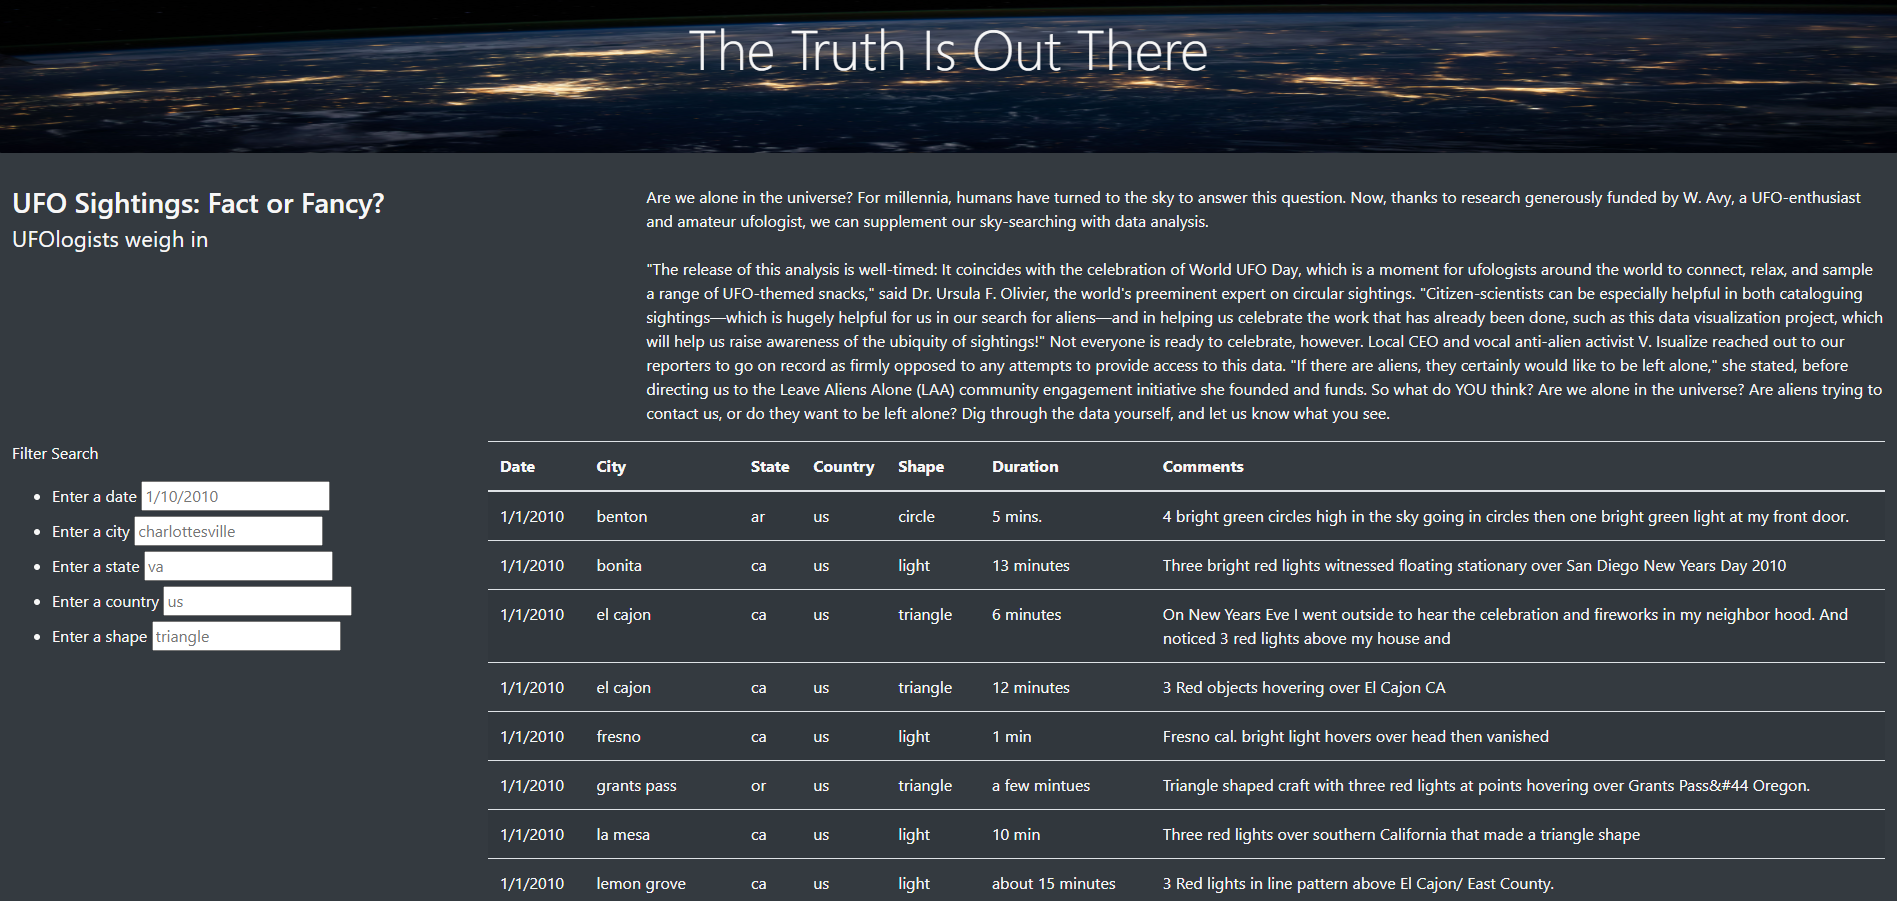 The Truth Is Out There
UFO Sightings: Fact or Fancy?
UFOlogists weigh in
Are we alone in the universe? For millennia, humans have turned to the sky to answer this question. Now, thanks to research generously funded by W. Avy, a UFO-enthusiast
and amateur ufologist, we can supplement our sky-searching with data analysis.
"The release of this analysis is well-timed: It coincides with the celebration of World UFO Day, which is a moment for ufologists around the world to connect, relax, and sample
a range of UFO-themed snacks," said Dr. Ursula F. Olivier, the world's preeminent expert on circular sightings. "Citizen-scientists can be especially helpful in both cataloguing
sightings—which is hugely helpful for us in our search for aliens—and in helping us celebrate the work that has already been done, such as this data visualization project, which
will help us raise awareness of the ubiquity of sightings!" Not everyone is ready to celebrate, however. Local CEO and vocal anti-alien activist V. Isualize reached out to our
reporters to go on record as firmly opposed to any attempts to provide access to this data. "If there are aliens, they certainly would like to be left alone," she stated, before
directing us to the Leave Aliens Alone (LAA) community engagement initiative she founded and funds. So what do YOU think? Are we alone in the universe? Are aliens trying to
contact us, or do they want to be left alone? Dig through the data yourself, and let us know what you see.
Filter Search
Enter a date 1/10/2010
Enter a city charlottesville
Enter a state va
Enter a country us
Enter a shape triangle
Date City State Country Shape Duration Comments
1/1/2010 benton ar us circle 5 mins. 4 bright green circles high in the sky going in circles then one bright green light at my front door.
1/1/2010 bonita ca us light 13 minutes Three bright red lights witnessed floating stationary over San Diego New Years Day 2010
1/1/2010 el cajon ca us triangle 6 minutes On New Years Eve I went outside to hear the celebration and fireworks in my neighbor hood. And
noticed 3 red lights above my house and
1/1/2010 el cajon ca us triangle 12 minutes 3 Red objects hovering over El Cajon CA
1/1/2010 fresno ca us light 1 min Fresno cal. bright light hovers over head then vanished
1/1/2010 grants pass or us triangle a few mintues Triangle shaped craft with three red lights at points hovering over Grants Pass&#44 Oregon.
1/1/2010 la mesa ca us light 10 min Three red lights over southern California that made a triangle shape
1/1/2010 lemon grove ca us light about 15 minutes 3 Red lights in line pattern above El Cajon/ East County.